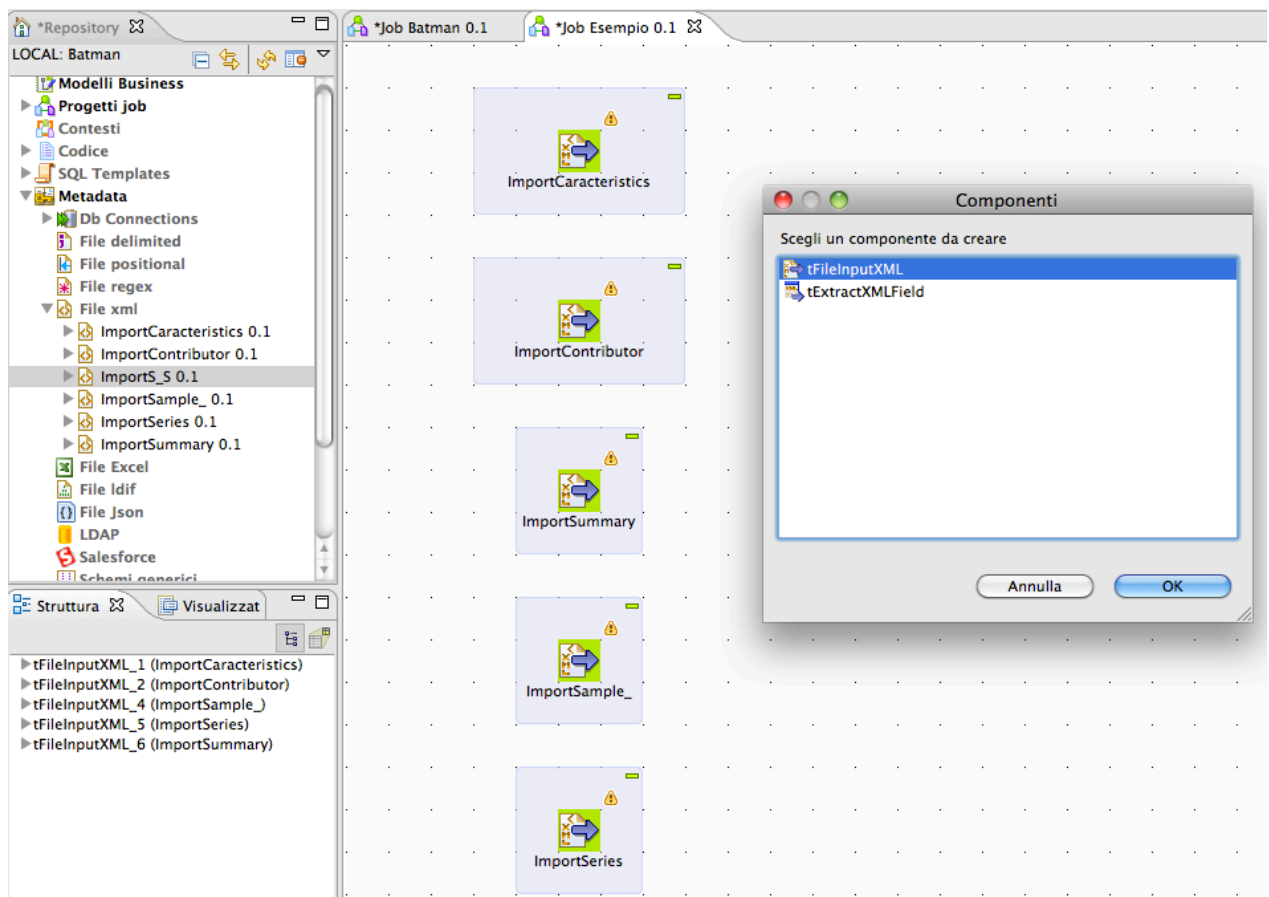 *Repository
LOCAL: Batman
Modelli Business
Progetti job
Contesti
Codice
SQL Templates
Metadata
Db Connections
File delimited
File positional
File regex
File xml
ImportCaracteristics 0.1
ImportContributor 0.1
ImportS_S 0.1
ImportSample_ 0.1
ImportSeries 0.1
ImportSummary 0.1
File Excel
File ldif
File Json
LDAP
Salesforce
Schemi generici
Struttura
Visualizzat
tFileInputXML_1 (ImportCaracteristics)
tFileInputXML_2 (ImportContributor)
tFileInputXML_4 (ImportSample_)
tFileInputXML_5 (ImportSeries)
tFileInputXML_6 (ImportSummary)
*Job Batman 0.1
*Job Esempio 0.1
ImportCaracteristics
ImportContributor
ImportSummary
ImportSample_
ImportSeries
Componenti
Scegli un componente da creare
tFileInputXML
tExtractXMLField
Annulla
OK